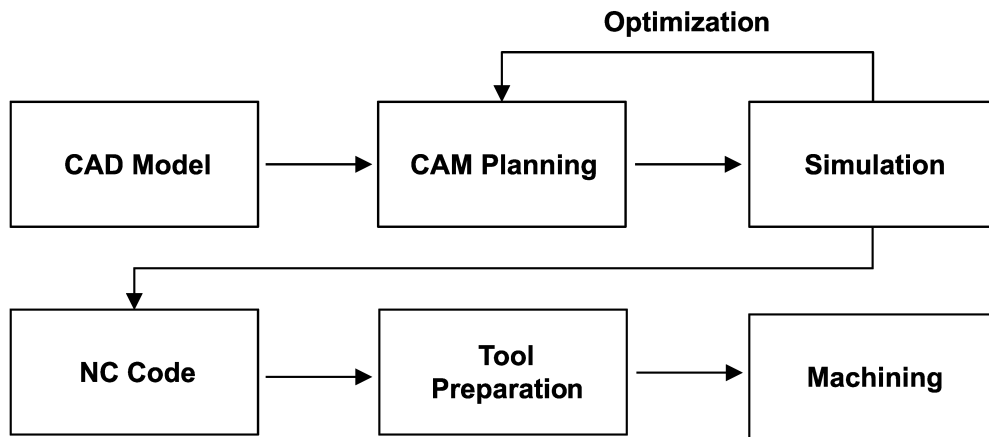 Optimization
CAD Model
CAM Planning
Simulation
NC Code
Tool
Preparation
Machining